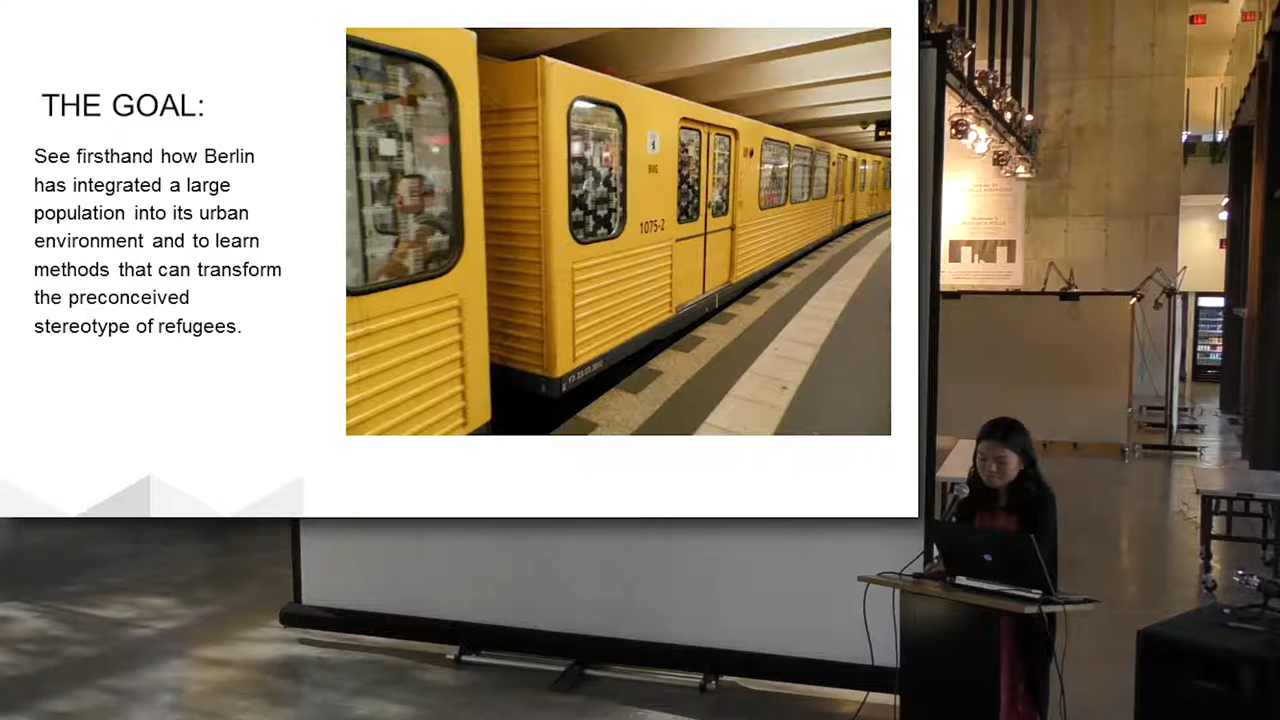 THE GOAL:
See firsthand how Berlin
has integrated a large
population into its urban
environment and to learn
methods that can transform
the preconceived
stereotype of refugees.
BVG
1075-2